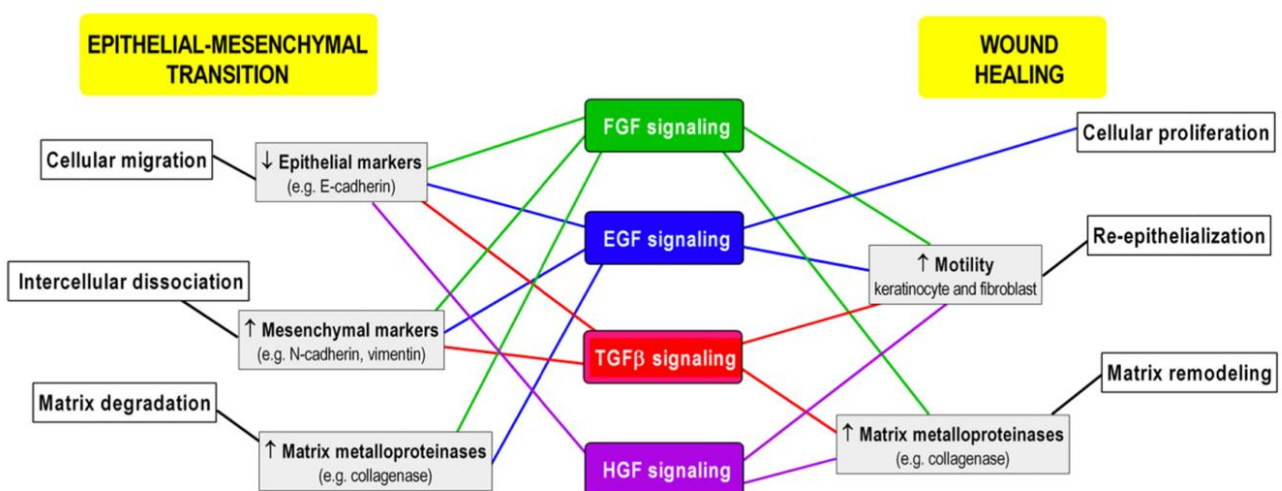 EPITHELIAL-MESENCHYMAL
TRANSITION
Cellular migration
↓ Epithelial markers
(e.g. E-cadherin)
Intercellular dissociation
↑ Mesenchymal markers
(e.g. N-cadherin, vimentin)
Matrix degradation
↑ Matrix metalloproteinases
(e.g. collagenase)
FGF signaling
EGF signaling
TGFβ signaling
HGF signaling
WOUND
HEALING
Cellular proliferation
Re-epithelialization
↑ Motility
keratinocyte and fibroblast
Matrix remodeling
↑ Matrix metalloproteinases
(e.g. collagenase)